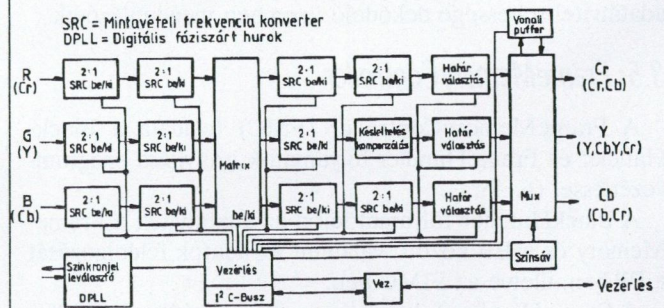 SRC = Mintavételi frekvencia konverter
DPLL = Digitális fáziszárt hurok
Vonali
puffer
R
(Cr)
2:1
SRC be/ki
2:1
SRC be/ki
2:1
SRC be/ki
2:1
SRC be/ki
Határ
választás
Cr
(Cr,Cb)
G
(Y)
2:1
SRC be/ki
2:1
SRC be/ki
Matrix
2:1
SRC be/ki
Késleltetés
kompenzálás
Határ
választás
Y
(Y,Cb,Y,Cr)
B
(Cb)
2:1
SRC be/ki
2:1
SRC be/ki
be/ki
2:1
SRC be/ki
2:1
SRC be/ki
Határ
választás
Mux
Cb
(Cb,Cr)
Színsáv
Szinkronjel
leválasztó
DPLL
Vezérlés
I² C-Busz
Vez.
Vezérlés